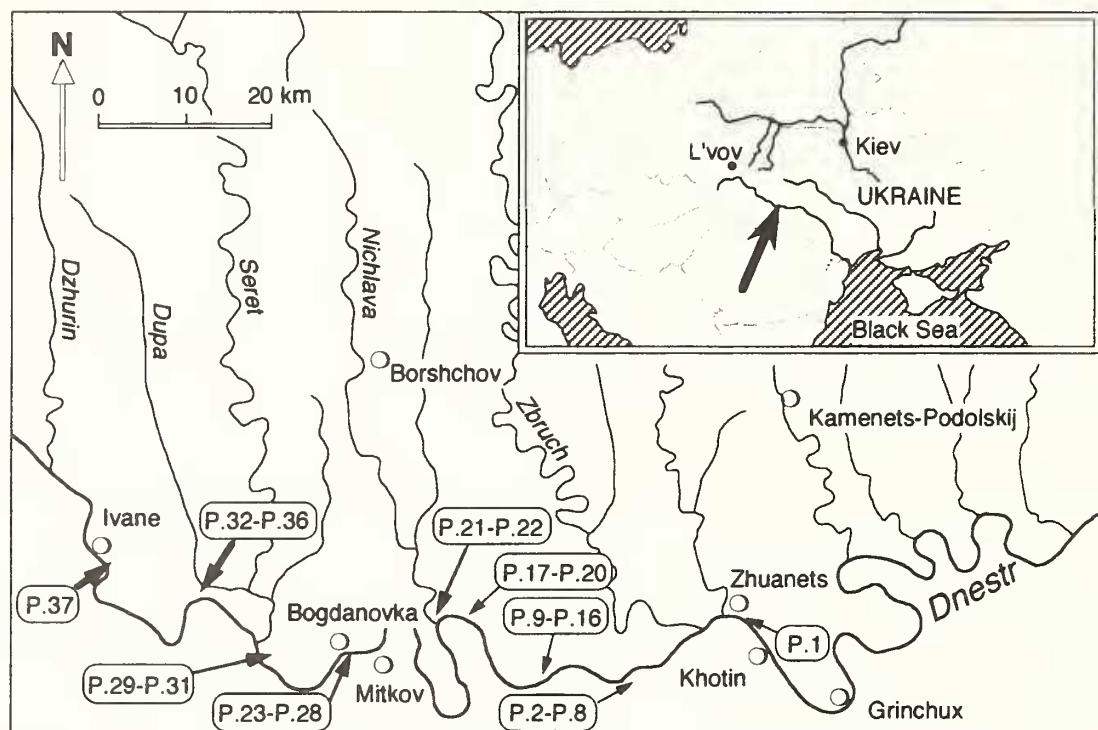 N
0 10 20 km
L'vov
Kiev
UKRAINE
Black Sea
Dzhurin
Dupa
Seret
Nichlava
Borshchov
Zbruch
Kamenets-Podolskij
Ivane
P.32-P.36
P.21-P.22
P.17-P.20
Zhuanets
Dnestr
P.37
Bogdanovka
P.9-P.16
P.1
P.29-P.31
Mitkov
Khotin
P.23-P.28
P.2-P.8
Grinchux